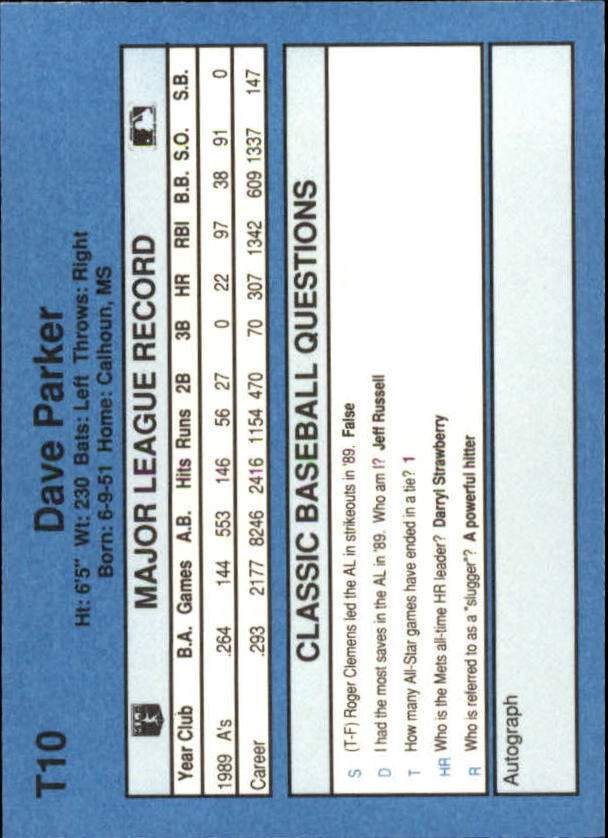 T10
Dave Parker
Ht: 6'5" Wt: 230 Bats: Left Throws: Right
Born: 6-9-51 Home: Calhoun, MS
MAJOR LEAGUE RECORD
Year Club B.A. Games A.B. Hits Runs 2B 3B HR RBI B.B. S.O. S.B.
1989 A's .264 144 553 146 56 27 0 22 97 38 91 0
Career .293 2177 8246 2416 1154 470 70 307 1342 609 1337 147
CLASSIC BASEBALL QUESTIONS
S (T-F) Roger Clemens led the AL in strikeouts in '89. False
D I had the most saves in the AL in '89. Who am I? Jeff Russell
T How many All-Star games have ended in a tie? 1
HR Who is the Mets all-time HR leader? Darryl Strawberry
R Who is referred to as a "slugger"? A powerful hitter
Autograph